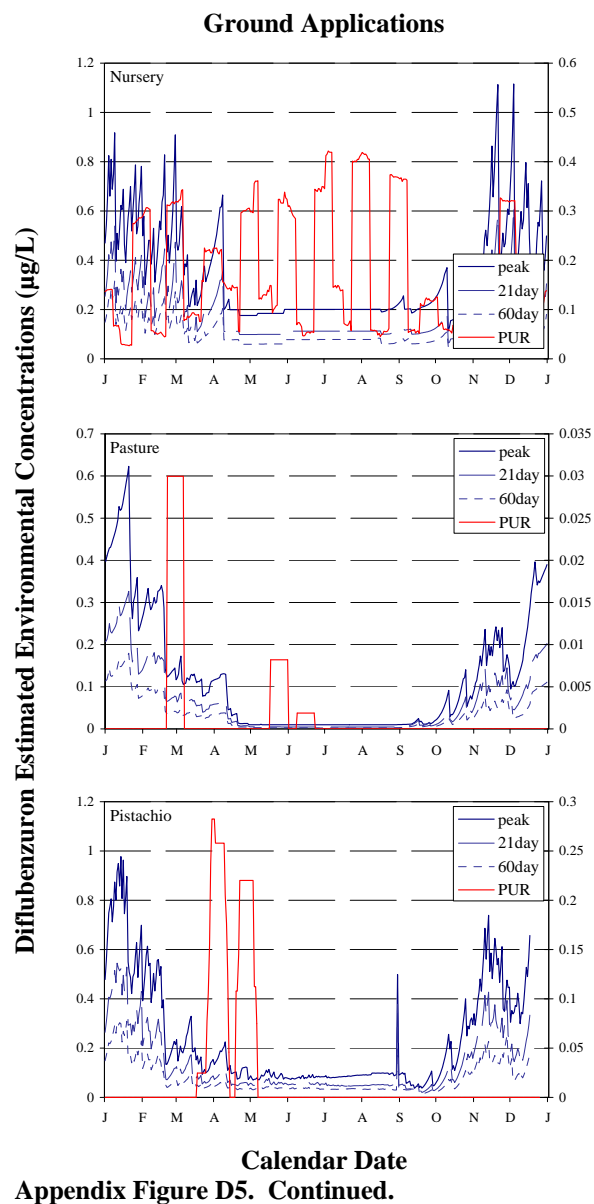 Ground Applications
Diflubenzuron Estimated Environmental Concentrations (µg/L)
Nursery
1.2
1
0.8
0.6
0.4
0.2
0
0.6
0.5
0.4
0.3
0.2
0.1
0
peak
21day
60day
PUR
J F M A M J J A S O N D J
Pasture
0.7
0.6
0.5
0.4
0.3
0.2
0.1
0
0.035
0.03
0.025
0.02
0.015
0.01
0.005
0
peak
21day
60day
PUR
J F M A M J J A S O N D J
Pistachio
1.2
1
0.8
0.6
0.4
0.2
0
0.3
0.25
0.2
0.15
0.1
0.05
0
peak
21day
60day
PUR
J F M A M J J A S O N D J
Calendar Date
Appendix Figure D5. Continued.